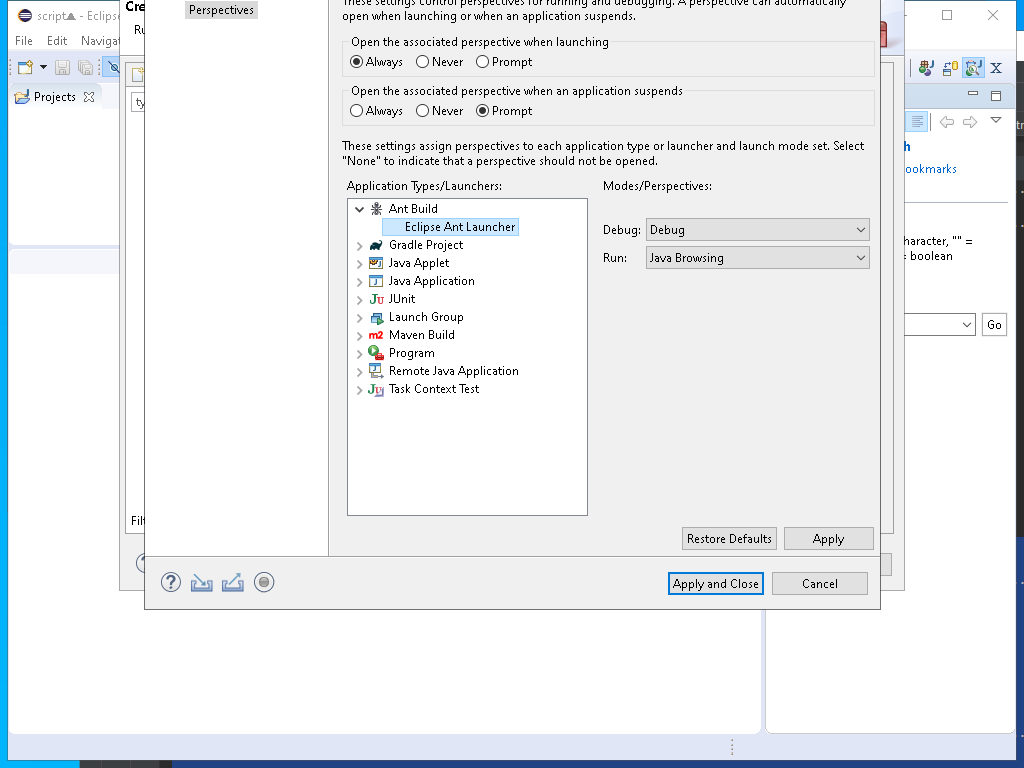 script▲ - Eclips
File
Edit
Navigat
Projects
Cre
Perspectives
These settings control perspectives for running and debugging. A perspective can automatically
open when launching or when an application suspends.
Open the associated perspective when launching
Always
Never
Prompt
Open the associated perspective when an application suspends
Always
Never
Prompt
These settings assign perspectives to each application type or launcher and launch mode set. Select
"None" to indicate that a perspective should not be opened.
Application Types/Launchers:
Modes/Perspectives:
Ant Build
Eclipse Ant Launcher
Gradle Project
Java Applet
Java Application
JUnit
Launch Group
Maven Build
Program
Remote Java Application
Task Context Test
Debug:
Debug
Run:
Java Browsing
Restore Defaults
Apply
Apply and Close
Cancel
ookmarks
haracter, "" =
= boolean
Go